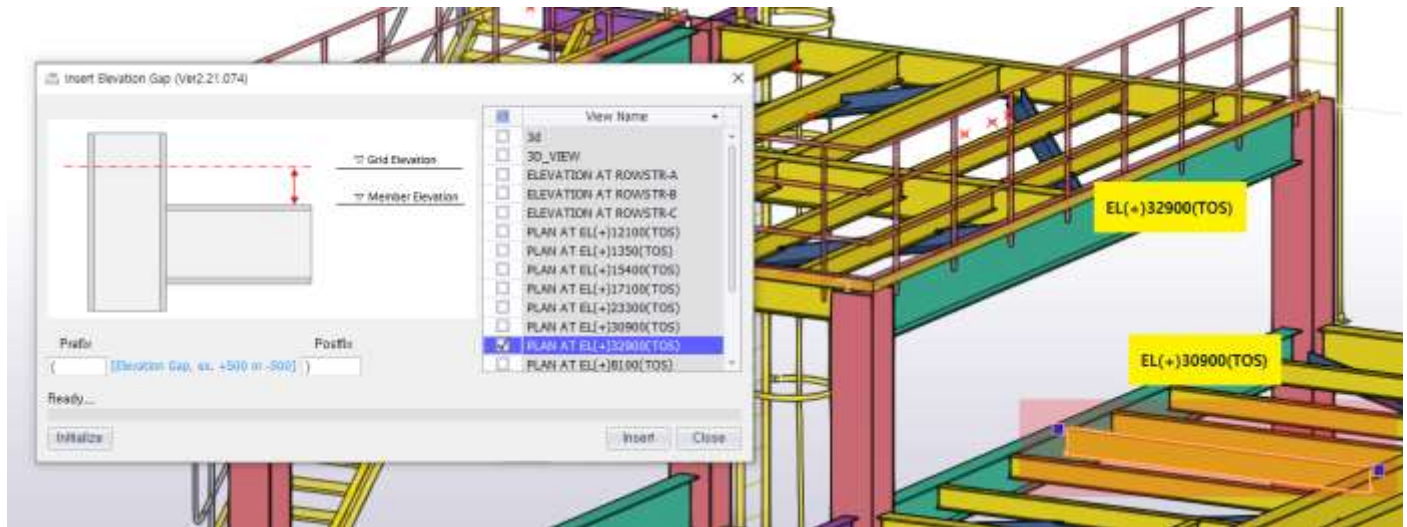 Insert Elevation Gap (Ver2.21.074)
View Name
3d
3D_VIEW
ELEVATION AT ROWSTR-A
ELEVATION AT ROWSTR-B
ELEVATION AT ROWSTR-C
PLAN AT EL(+)12100(TOS)
PLAN AT EL(+)1350(TOS)
PLAN AT EL(+)15400(TOS)
PLAN AT EL(+)17100(TOS)
PLAN AT EL(+)23300(TOS)
PLAN AT EL(+)30900(TOS)
PLAN AT EL(+)32900(TOS)
PLAN AT EL(+)8100(TOS)
Grid Elevation
Member Elevation
Prefix
Postfix
( [Elevation Gap, ex, +500 or -500] )
Ready...
Initialize
Insert
Close
EL(+)32900(TOS)
EL(+)30900(TOS)